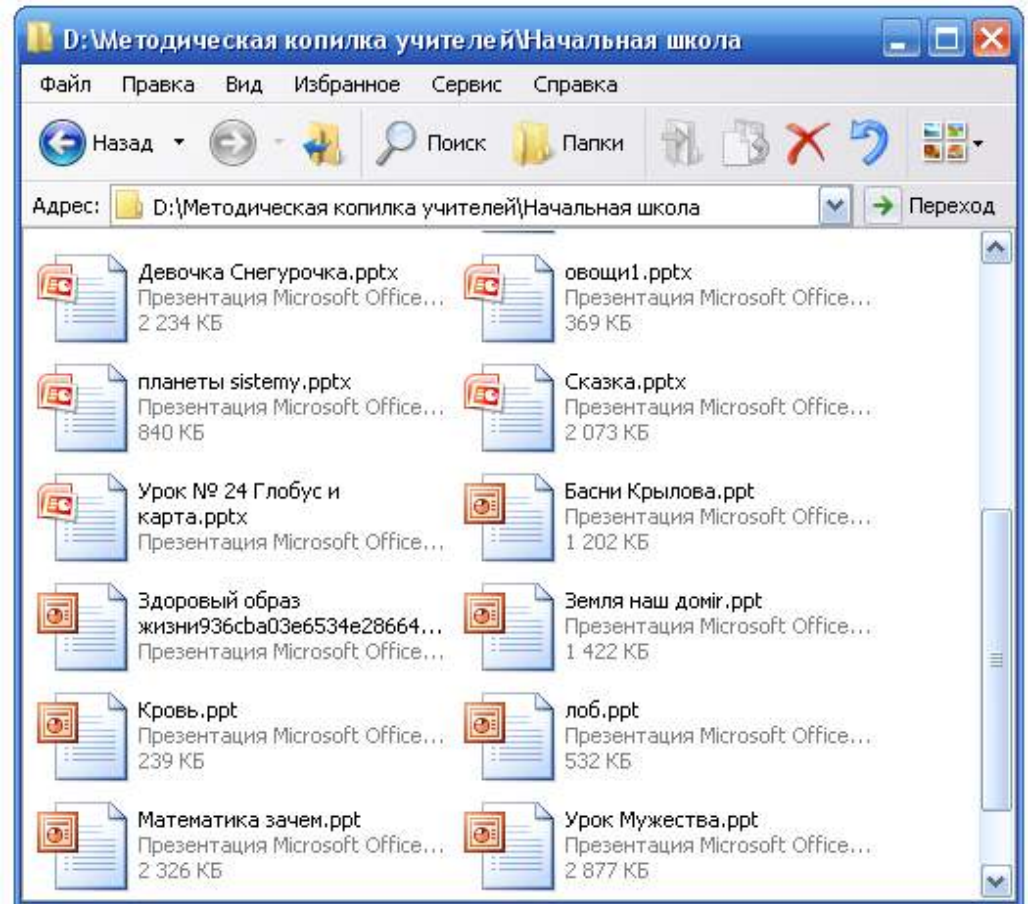 D:\Методическая копилка учителей\Начальная школа
Файл Правка Вид Избранное Сервис Справка
Назад Поиск Папки
Адрес: D:\Методическая копилка учителей\Начальная школа Переход
Девочка Снегурочка.pptx
Презентация Microsoft Office...
2 234 КБ
овощи1.pptx
Презентация Microsoft Office...
369 КБ
планеты sistemy.pptx
Презентация Microsoft Office...
840 КБ
Сказка.pptx
Презентация Microsoft Office...
2 073 КБ
Урок № 24 Глобус и
карта.pptx
Презентация Microsoft Office...
Басни Крылова.ppt
Презентация Microsoft Office...
1 202 КБ
Здоровый образ
жизни936cba03e6534e28664...
Презентация Microsoft Office...
Земля наш домir.ppt
Презентация Microsoft Office...
1 422 КБ
Кровь.ppt
Презентация Microsoft Office...
239 КБ
лоб.ppt
Презентация Microsoft Office...
532 КБ
Математика зачем.ppt
Презентация Microsoft Office...
2 326 КБ
Урок Мужества.ppt
Презентация Microsoft Office...
2 877 КБ